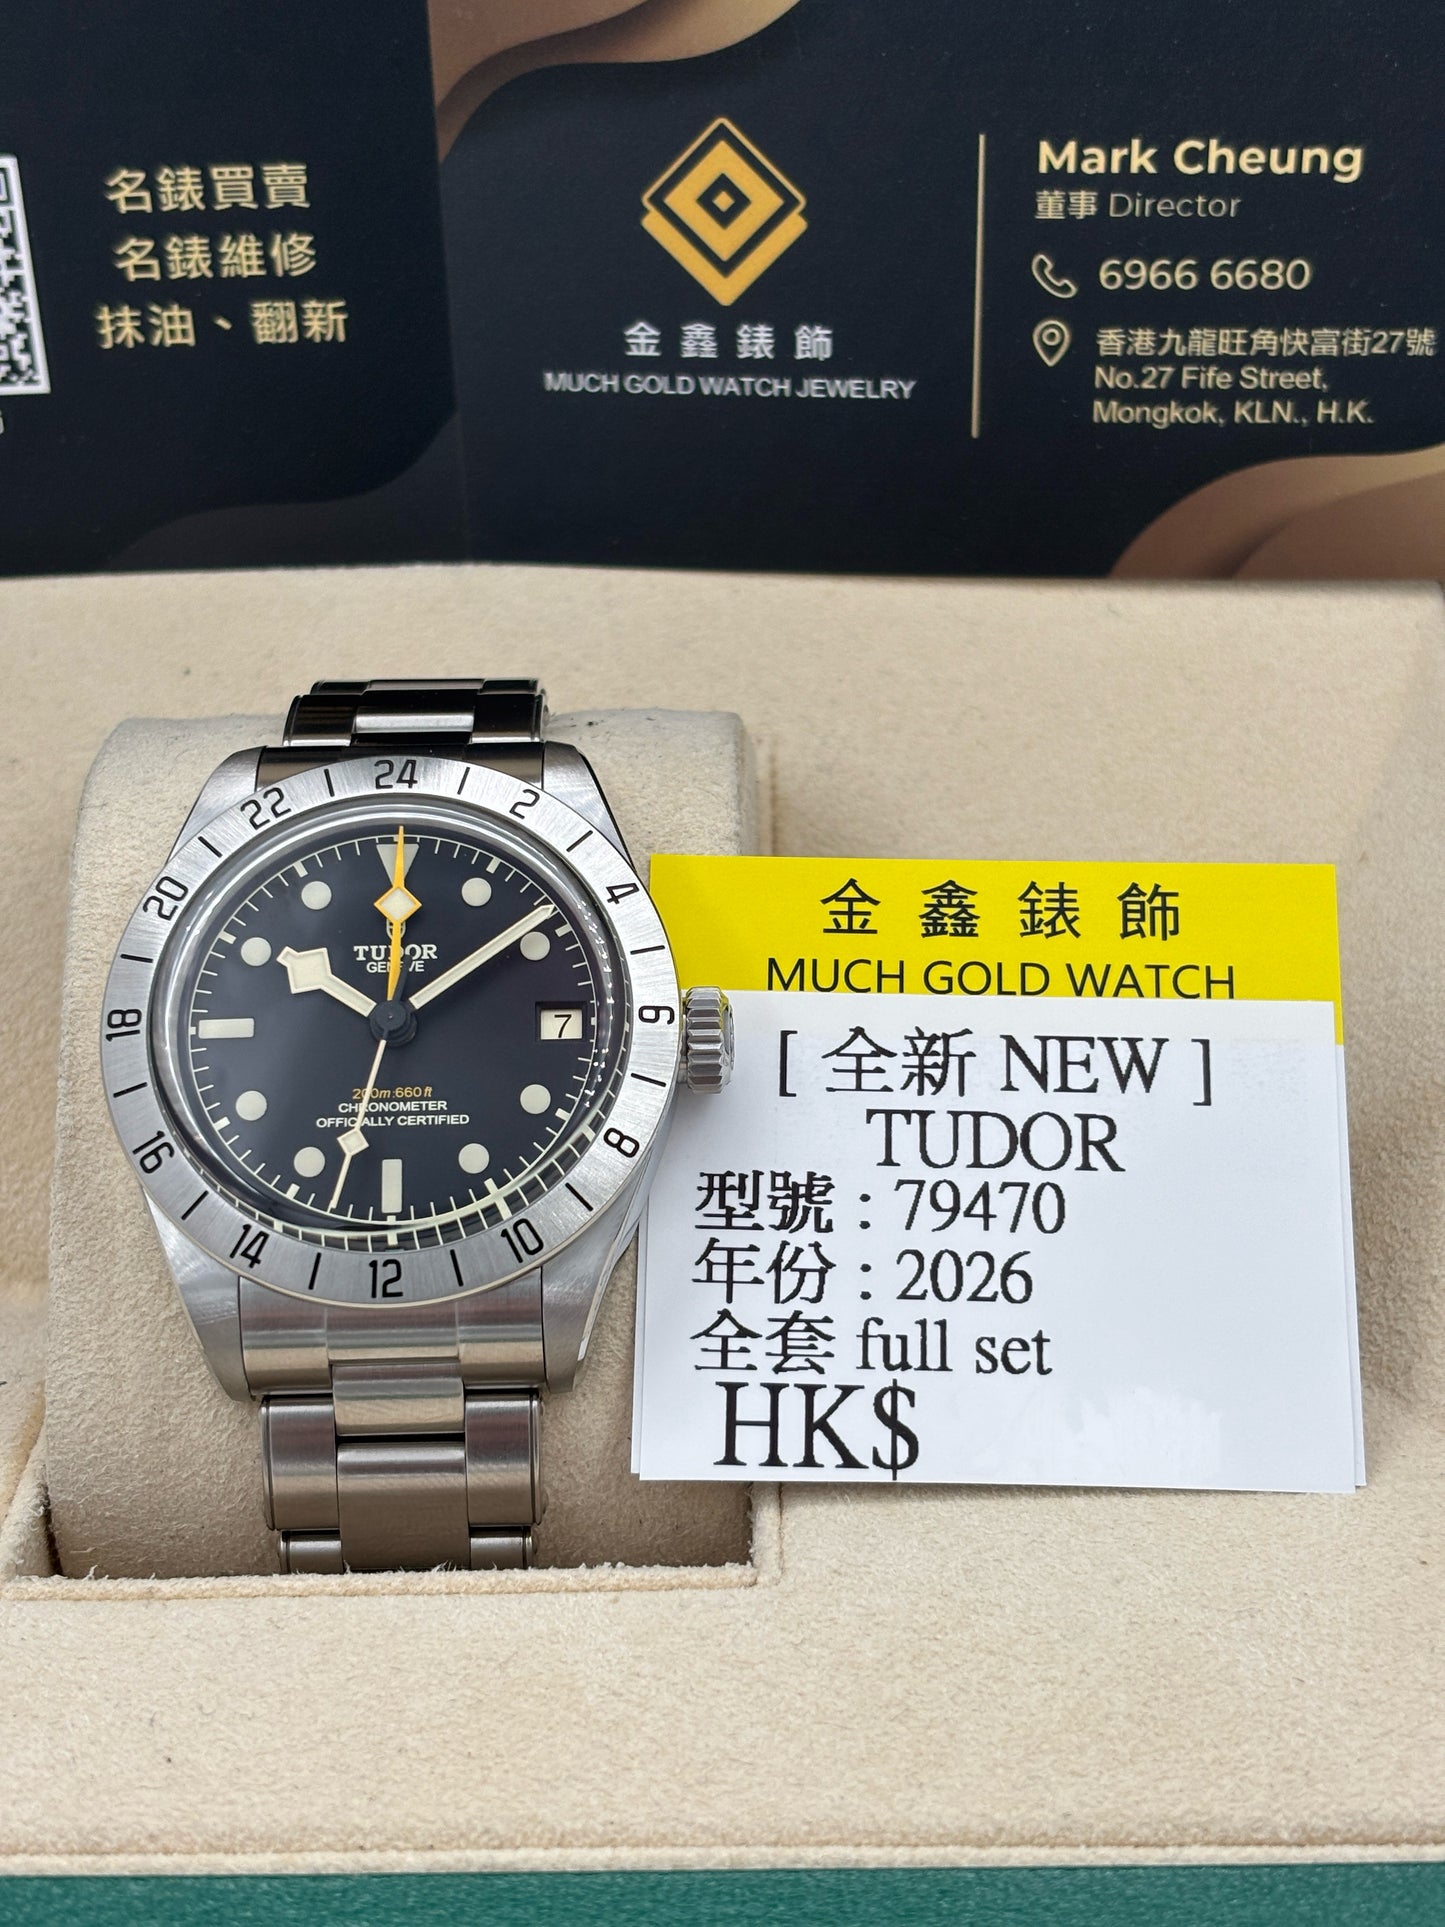 名錶買賣
名錶維修
抹油、翻新
金鑫錶飾
MUCH GOLD WATCH JEWELRY
Mark Cheung
董事 Director
6966 6680
香港九龍旺角快富街27號
No.27 Fife Street,
Mongkok, KLN., H.K.
24
2
4
6
8
10
12
14
16
18
20
22
TUDOR
GENEVE
7
200m:660ft
CHRONOMETER
OFFICIALLY CERTIFIED
金鑫錶飾
MUCH GOLD WATCH
[ 全新 NEW ]
TUDOR
型號 : 79470
年份 : 2026
全套 full set
HK$